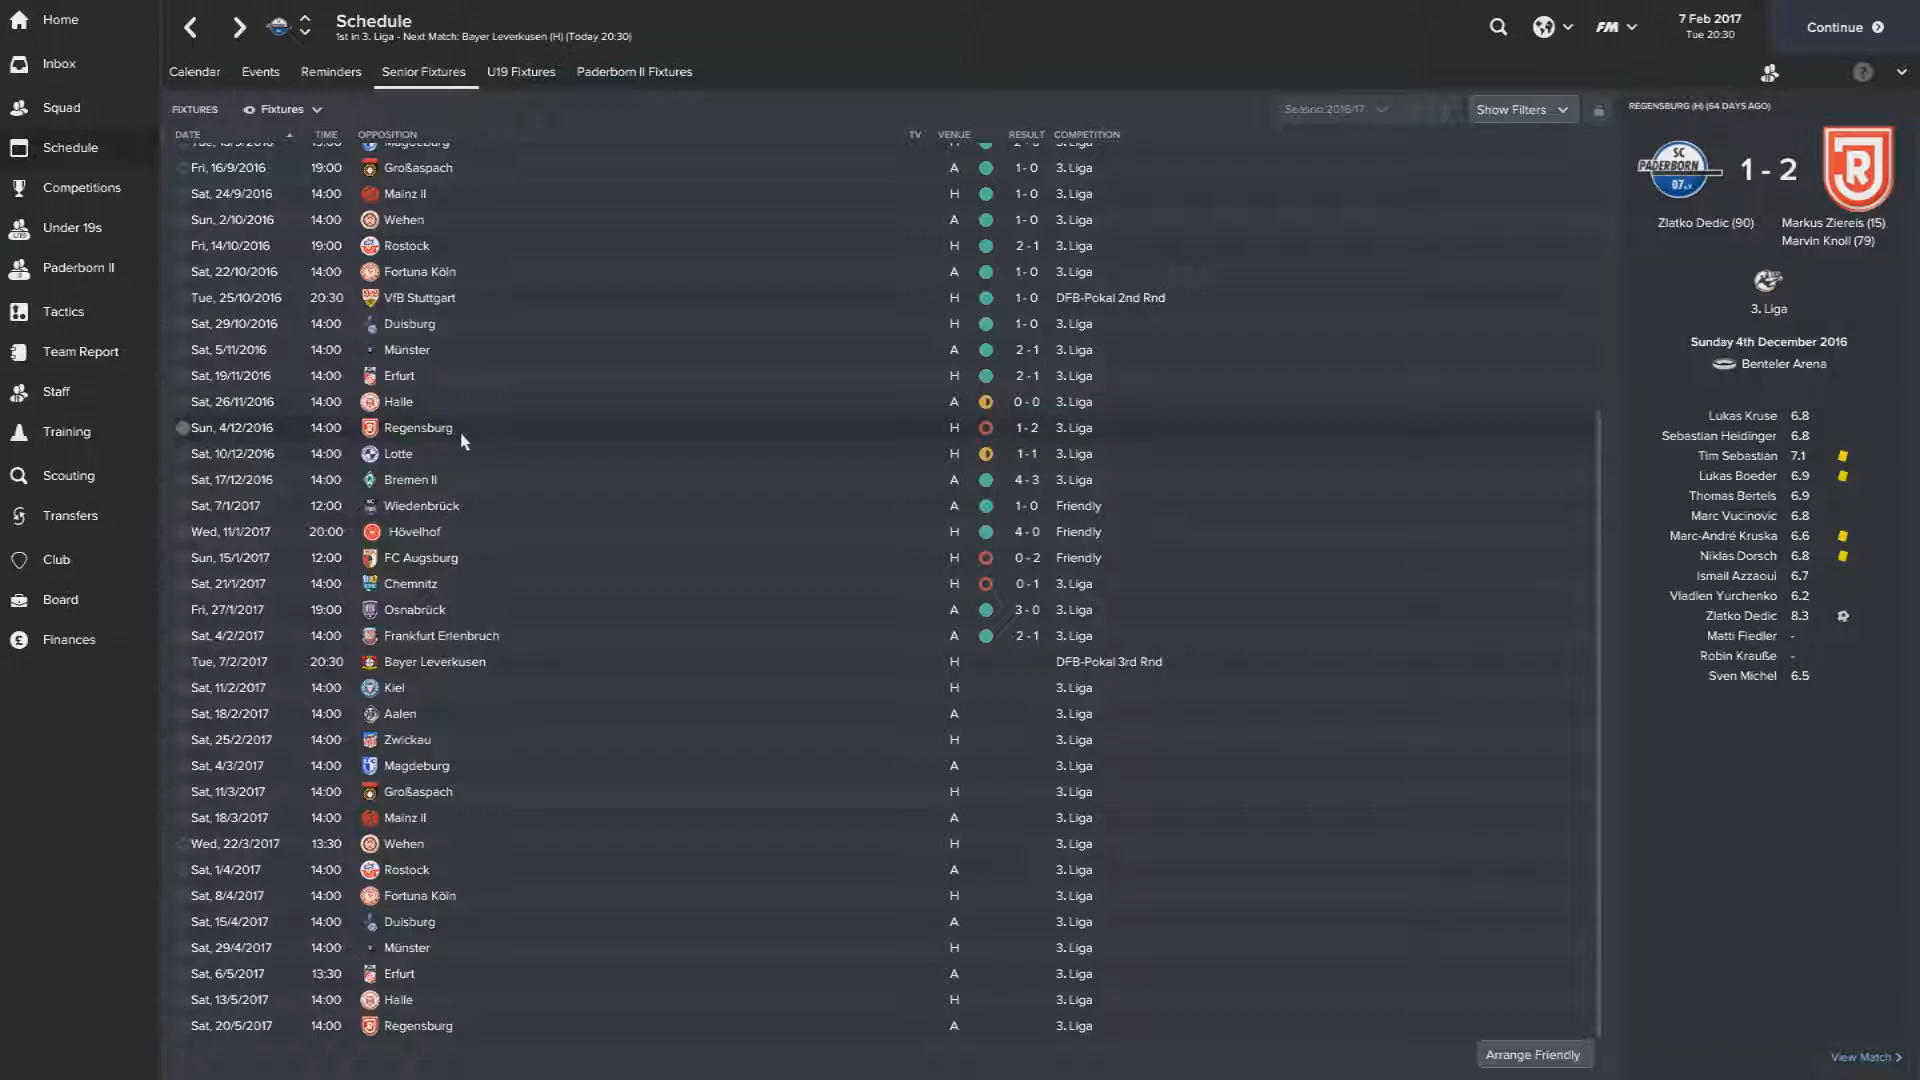 Home
Inbox
Squad
Schedule
Competitions
Under 19s
Paderborn II
Tactics
Team Report
Staff
Training
Scouting
Transfers
Club
Board
Finances
Schedule
1st in 3. Liga - Next Match: Bayer Leverkusen (H) (Today 20:30)
FM
7 Feb 2017
Tue 20:30
Continue
Calendar Events Reminders Senior Fixtures U19 Fixtures Paderborn II Fixtures
FIXTURES Fixtures Season 2016/17 Show Filters
DATE TIME OPPOSITION TV VENUE RESULT COMPETITION
Fri, 16/9/2016 19:00 Großaspach A 1 - 0 3. Liga
Sat, 24/9/2016 14:00 Mainz II H 1 - 0 3. Liga
Sun, 2/10/2016 14:00 Wehen A 1 - 0 3. Liga
Fri, 14/10/2016 19:00 Rostock H 2 - 1 3. Liga
Sat, 22/10/2016 14:00 Fortuna Köln A 1 - 0 3. Liga
Tue, 25/10/2016 20:30 VfB Stuttgart H 1 - 0 DFB-Pokal 2nd Rnd
Sat, 29/10/2016 14:00 Duisburg H 1 - 0 3. Liga
Sat, 5/11/2016 14:00 Münster A 2 - 1 3. Liga
Sat, 19/11/2016 14:00 Erfurt H 2 - 1 3. Liga
Sat, 26/11/2016 14:00 Halle A 0 - 0 3. Liga
Sun, 4/12/2016 14:00 Regensburg H 1 - 2 3. Liga
Sat, 10/12/2016 14:00 Lotte H 1 - 1 3. Liga
Sat, 17/12/2016 14:00 Bremen II A 4 - 3 3. Liga
Sat, 7/1/2017 12:00 Wiedenbrück A 1 - 0 Friendly
Wed, 11/1/2017 20:00 Hövelhof H 4 - 0 Friendly
Sun, 15/1/2017 12:00 FC Augsburg H 0 - 2 Friendly
Sat, 21/1/2017 14:00 Chemnitz H 0 - 1 3. Liga
Fri, 27/1/2017 19:00 Osnabrück A 3 - 0 3. Liga
Sat, 4/2/2017 14:00 Frankfurt Erlenbruch A 2 - 1 3. Liga
Tue, 7/2/2017 20:30 Bayer Leverkusen H DFB-Pokal 3rd Rnd
Sat, 11/2/2017 14:00 Kiel H 3. Liga
Sat, 18/2/2017 14:00 Aalen A 3. Liga
Sat, 25/2/2017 14:00 Zwickau H 3. Liga
Sat, 4/3/2017 14:00 Magdeburg A 3. Liga
Sat, 11/3/2017 14:00 Großaspach H 3. Liga
Sat, 18/3/2017 14:00 Mainz II A 3. Liga
Wed, 22/3/2017 13:30 Wehen H 3. Liga
Sat, 1/4/2017 14:00 Rostock A 3. Liga
Sat, 8/4/2017 14:00 Fortuna Köln H 3. Liga
Sat, 15/4/2017 14:00 Duisburg A 3. Liga
Sat, 29/4/2017 14:00 Münster H 3. Liga
Sat, 6/5/2017 13:30 Erfurt A 3. Liga
Sat, 13/5/2017 14:00 Halle H 3. Liga
Sat, 20/5/2017 14:00 Regensburg A 3. Liga
Arrange Friendly
REGENSBURG (H) (64 DAYS AGO)
SC
PADERBORN
07 e.V.
1 - 2
R
Zlatko Dedic (90) Markus Ziereis (15)
Marvin Knoll (79)
3. Liga
Sunday 4th December 2016
Benteler Arena
Lukas Kruse 6.8
Sebastian Heidinger 6.8
Tim Sebastian 7.1
Lukas Boeder 6.9
Thomas Bertels 6.9
Marc Vucinovic 6.8
Marc-André Kruska 6.6
Niklas Dorsch 6.8
Ismail Azzaoui 6.7
Vladlen Yurchenko 6.2
Zlatko Dedic 8.3
Matti Fiedler -
Robin Krauße -
Sven Michel 6.5
View Match >